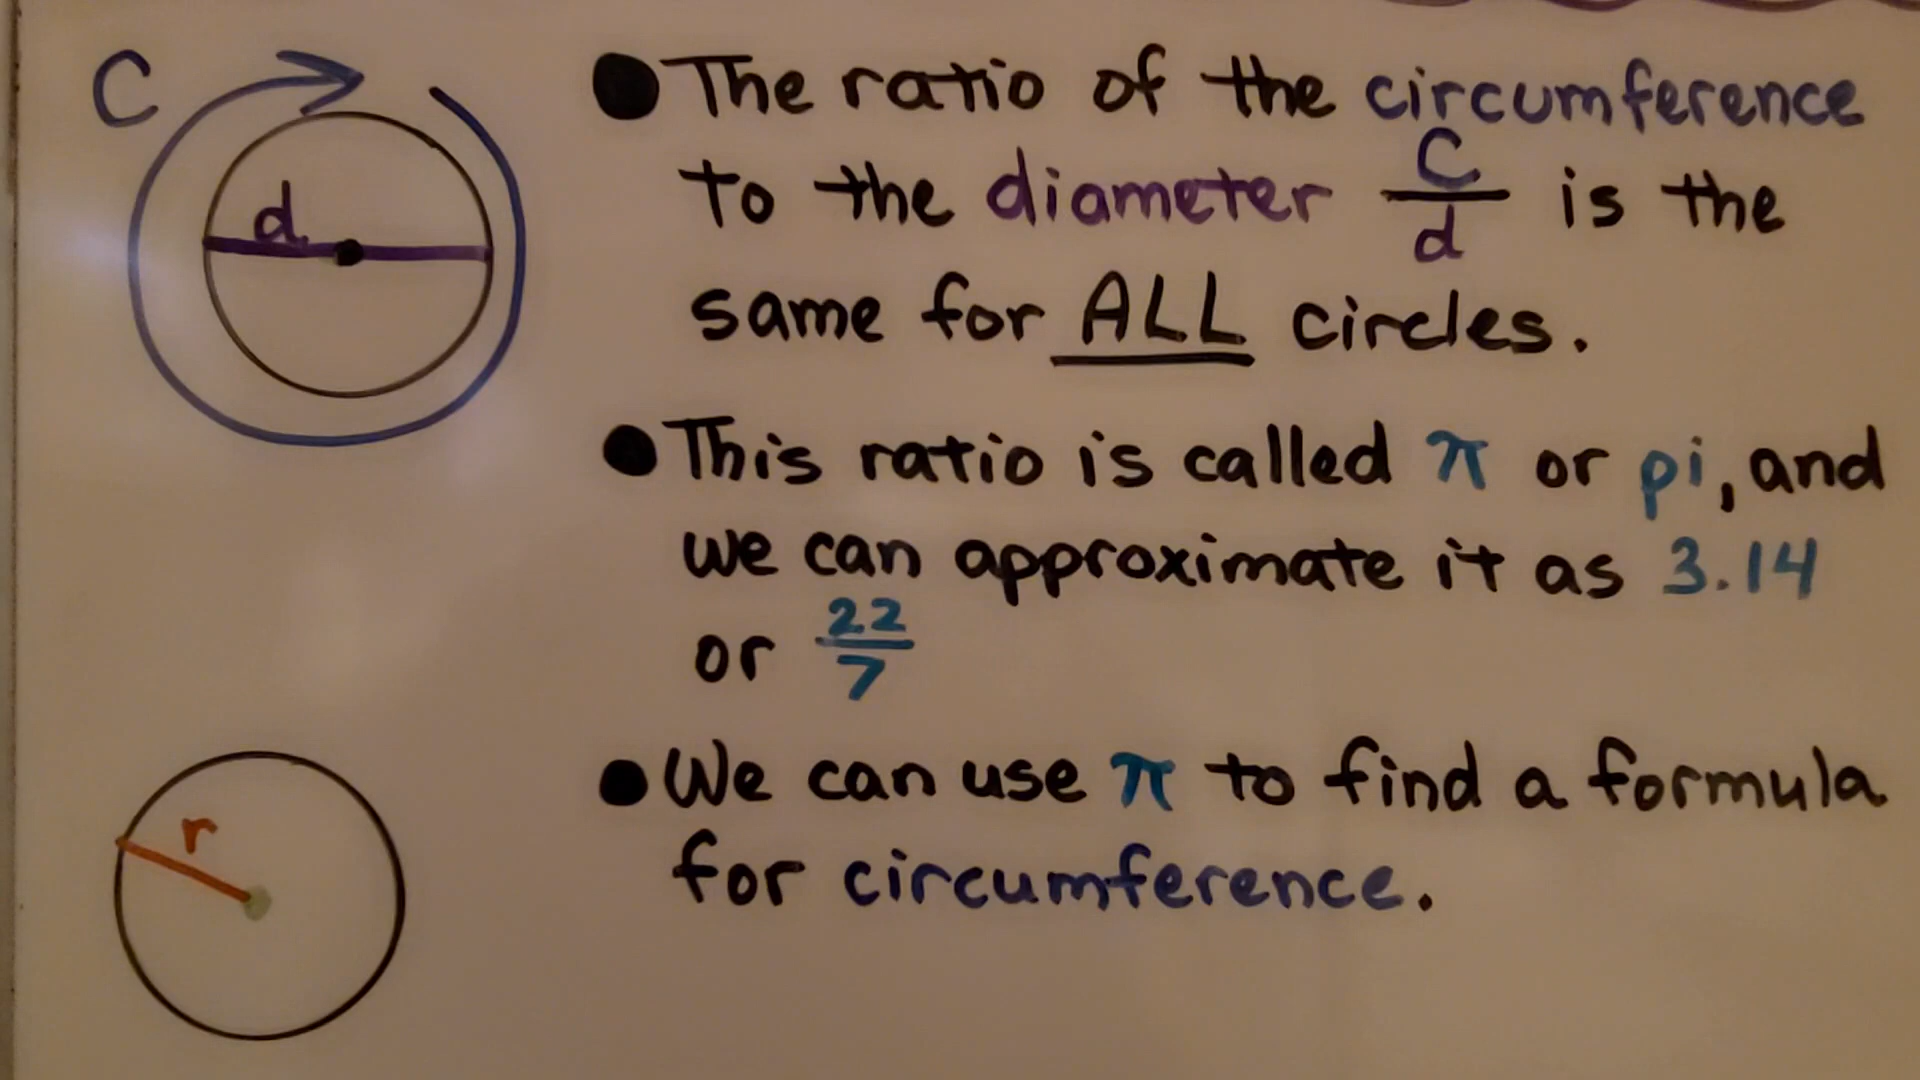 C
d
● The ratio of the circumference
to the diameter C/d is the
same for ALL circles.
● This ratio is called π or pi, and
we can approximate it as 3.14
or 22/7
r
● We can use π to find a formula
for circumference.